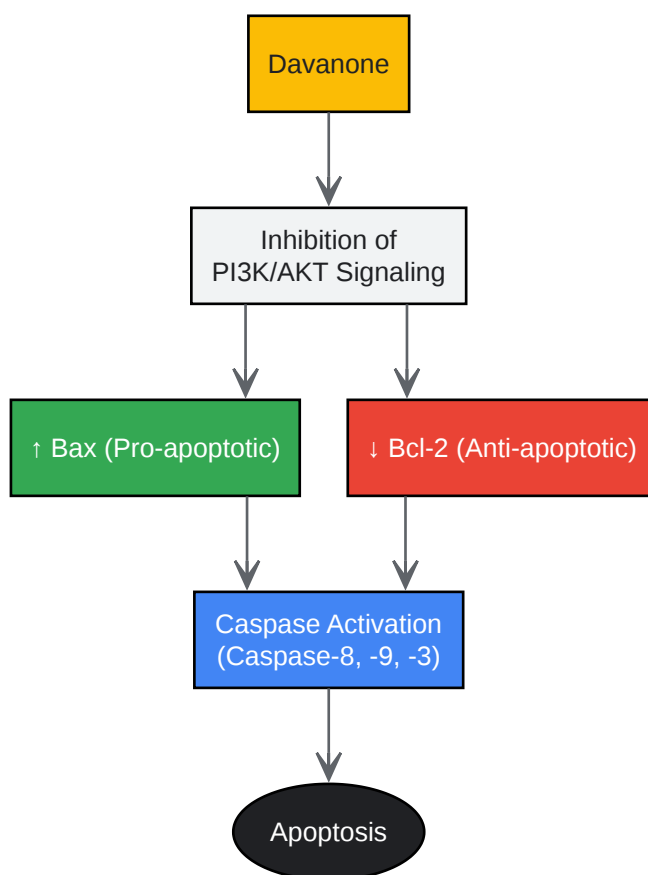 Davanone
Inhibition of
PI3K/AKT Signaling
↑ Bax (Pro-apoptotic)
↓ Bcl-2 (Anti-apoptotic)
Caspase Activation
(Caspase-8, -9, -3)
Apoptosis